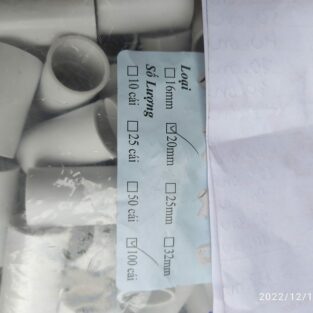 Loại
☐16mm ☑20mm ☐25mm ☐32mm
Số Lượng
☐10 cái ☐25 cái ☐50 cái ☑100 cái
2022/12/1